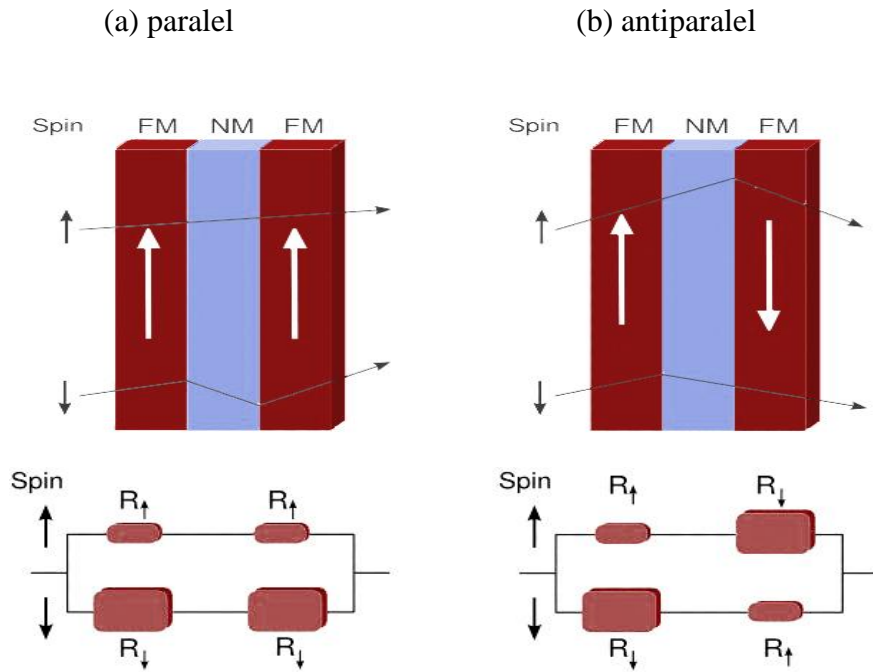 (a) paralel (b) antiparalel
Spin FM NM FM Spin FM NM FM
↑ ↑
↓ ↓
Spin R↑ R↑ Spin R↑ R↓
↑ ↑
↓ ↓
R↓ R↓ R↓ R↑